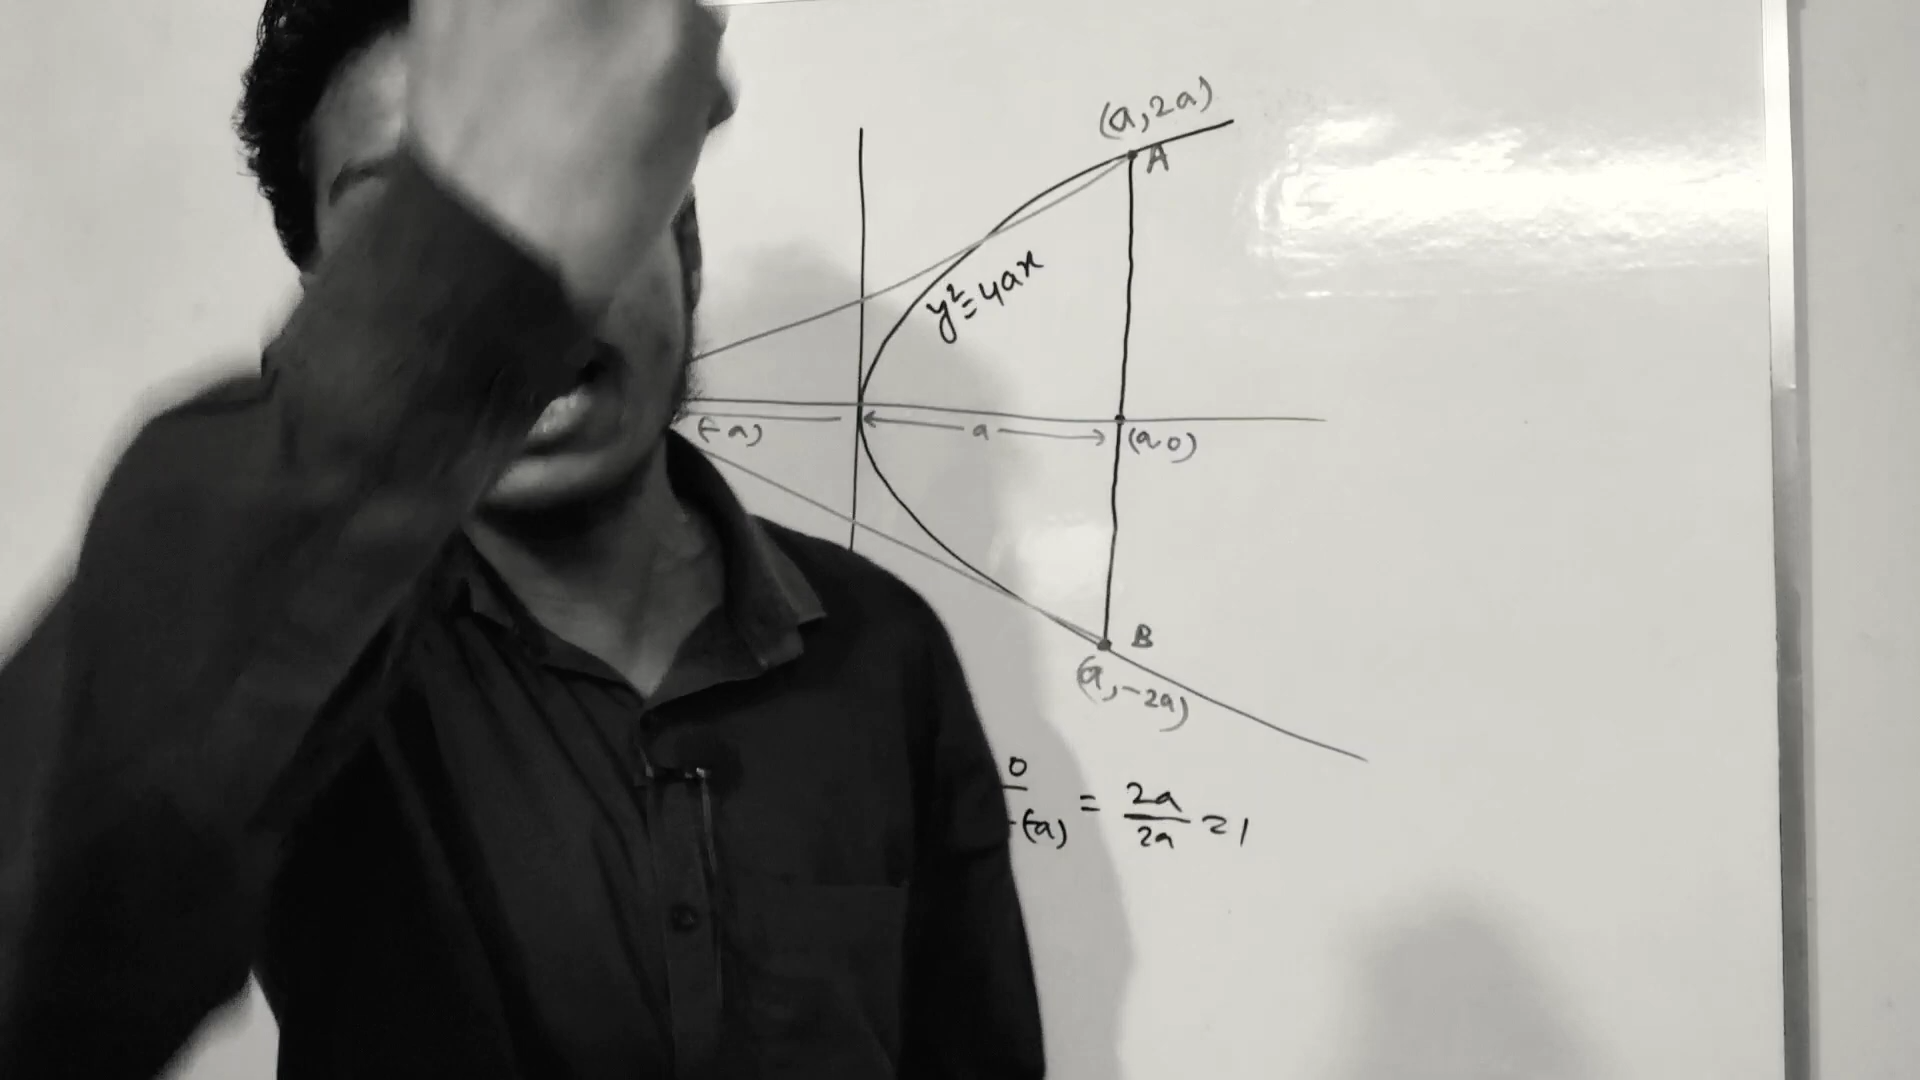 (a, 2a)
A
y² = 4ax
(-a)
a
(a, 0)
B
(a, -2a)
0
-(a) = 2a/2a = 1